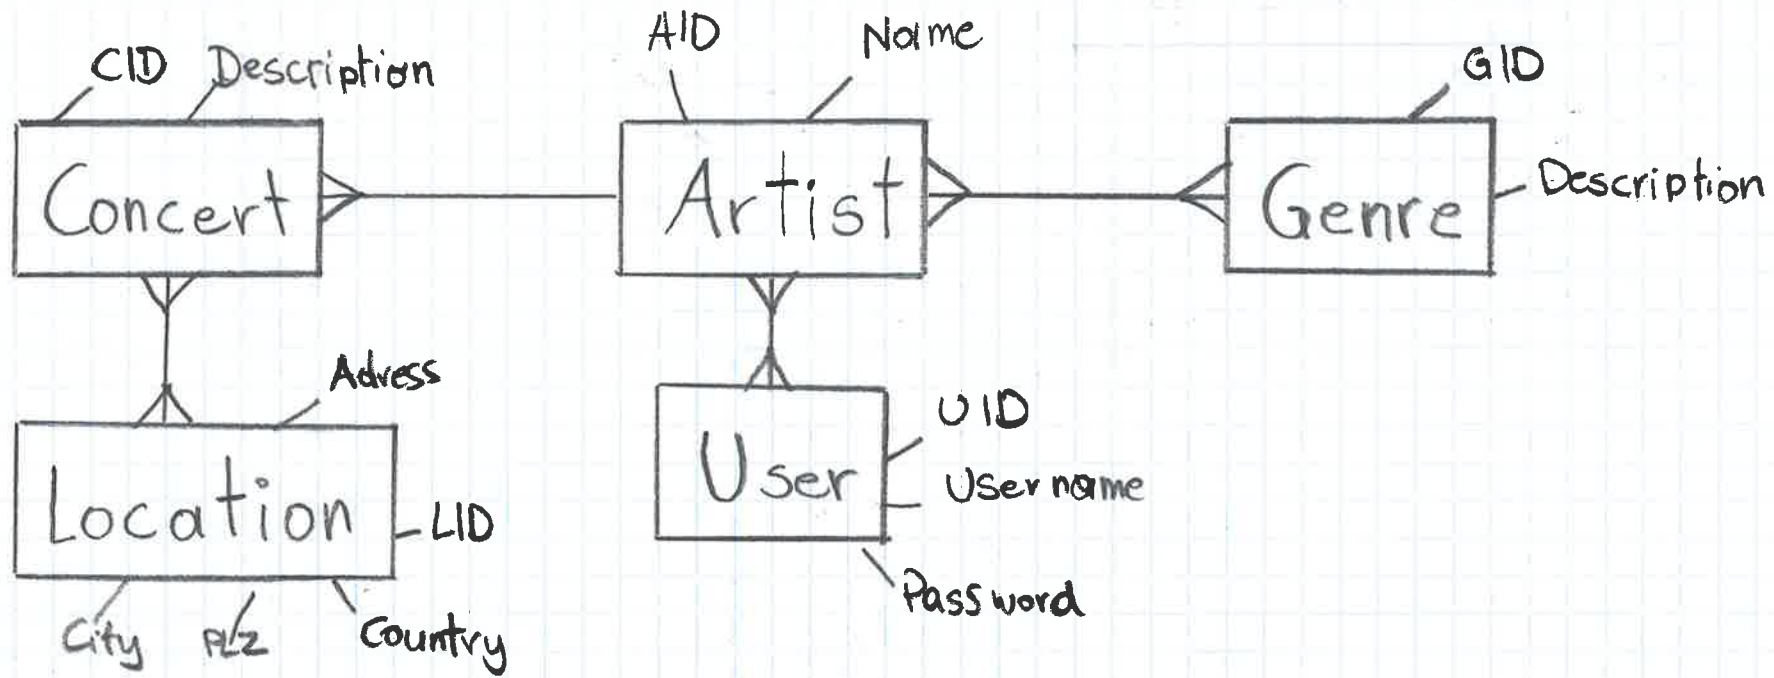 AID Name
CID Description
GID
Concert
Artist
Genre
Description
Adress
Location
LID
User
UID
Username
Password
City PLZ Country